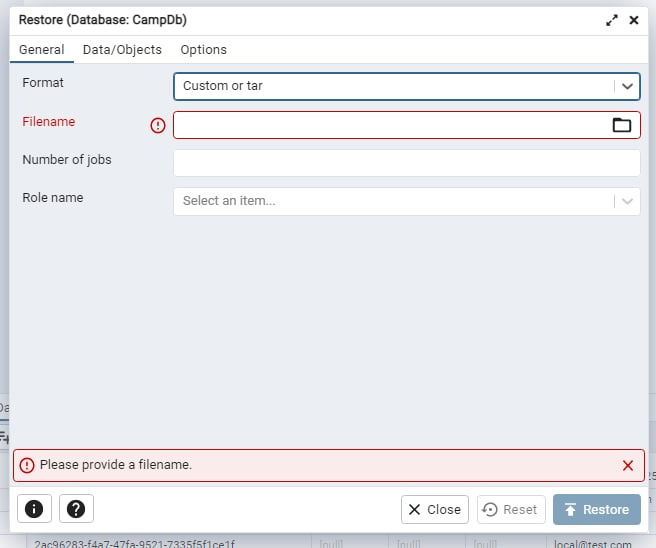 Restore (Database: CampDb)
General Data/Objects Options
Format Custom or tar
Filename
Number of jobs
Role name Select an item...
Please provide a filename.
Close Reset Restore
2ac96283-f4a7-47fa-9521-7335f5f1ce1f [null] [null] [null] local@test.com